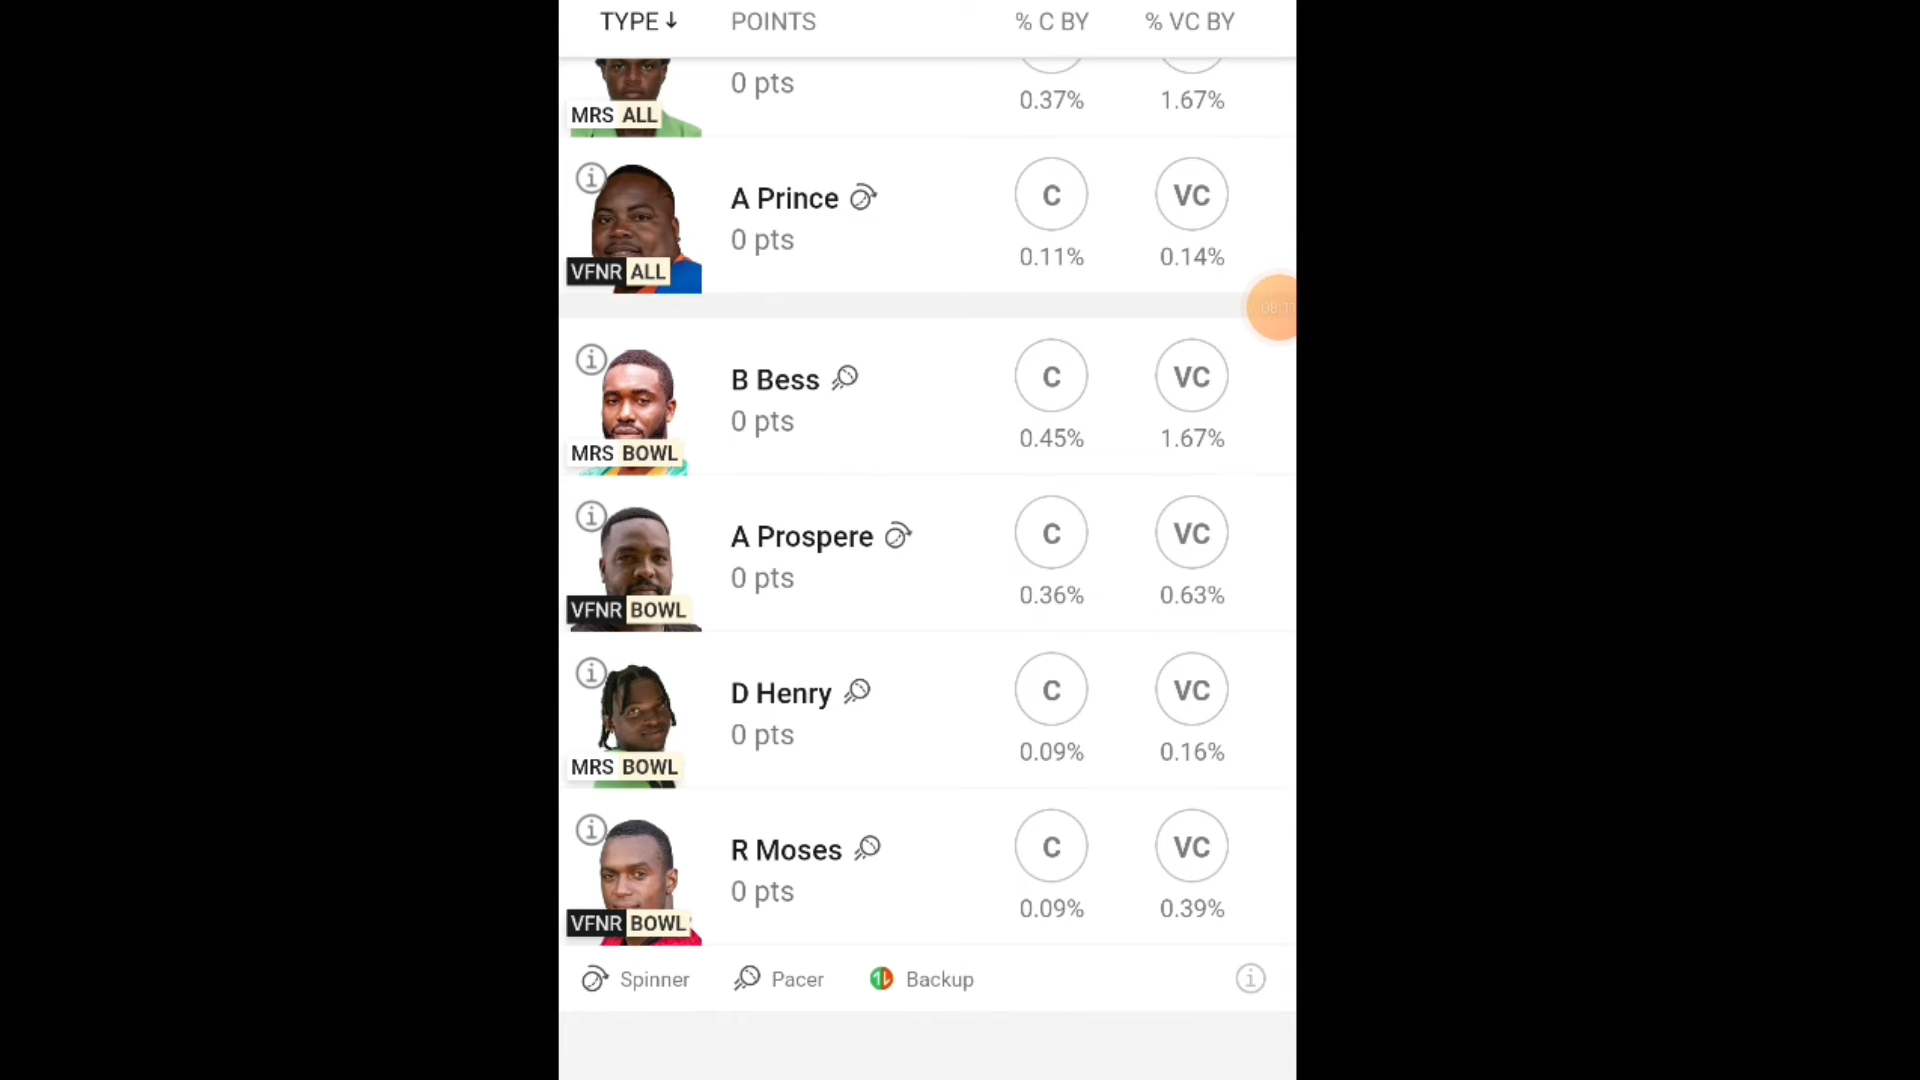 TYPE↓ POINTS % C BY % VC BY
0 pts
MRS ALL 0.37% 1.67%
A Prince C VC
0 pts
VFNR ALL 0.11% 0.14%
B Bess C VC
0 pts
MRS BOWL 0.45% 1.67%
A Prospere C VC
0 pts
VFNR BOWL 0.36% 0.63%
D Henry C VC
0 pts
MRS BOWL 0.09% 0.16%
R Moses C VC
0 pts
VFNR BOWL 0.09% 0.39%
Spinner Pacer Backup